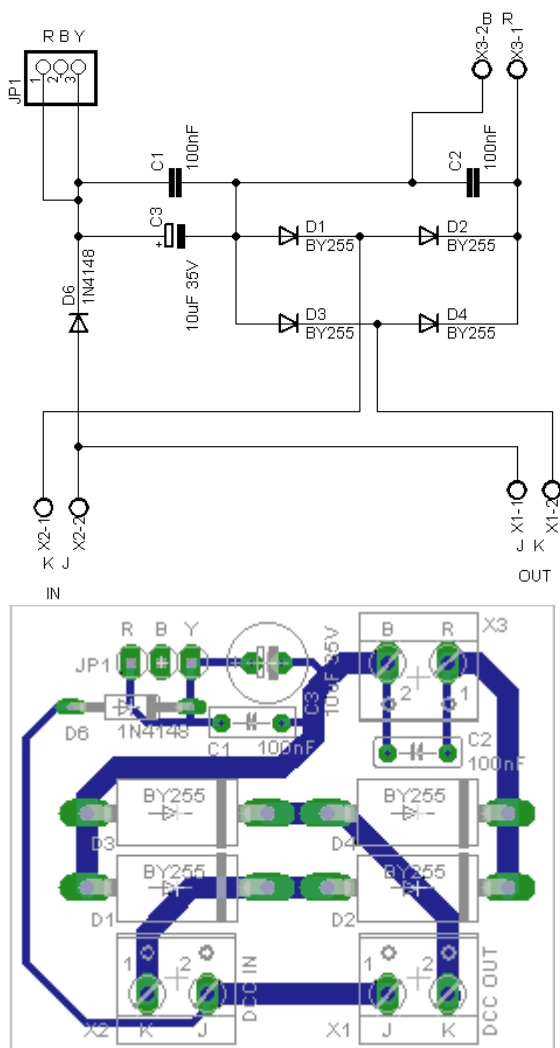 R B Y
B R
X3-2
X3-1
1
2
3
JP1
C1
100nF
C2
100nF
C3
+
10uF 35V
D1
BY255
D2
BY255
D6
1N4148
D3
BY255
D4
BY255
X2-1
X2-2
X1-1
X1-2
K J
J K
IN
OUT
R B Y
JP1
B R
X3
2
1
C3
10uF 35V
D6
1N4148
C1
100nF
C2
100nF
BY255
BY255
D3
D4
BY255
BY255
D1
D2
1
2
DCC IN
1
2
DCC OUT
X2
K
J
X1
J
K